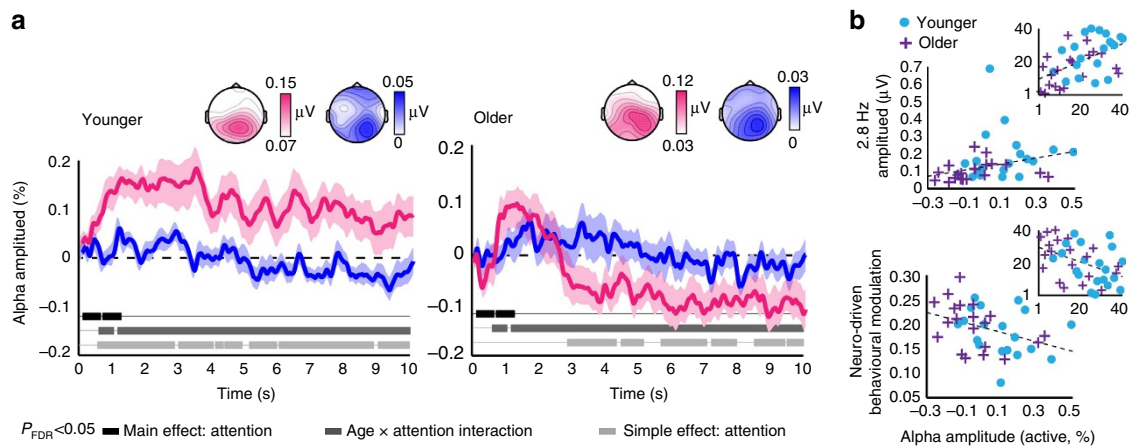 a
b
Younger
Older
0.15
0.07
μV
0.05
0
μV
0.12
0.03
μV
0.03
0
μV
Younger
Older
Alpha amplitued (%)
0.2
0.1
0
−0.1
−0.2
0 1 2 3 4 5 6 7 8 9 10
Time (s)
0.2
0.1
0
−0.1
−0.2
0 1 2 3 4 5 6 7 8 9 10
Time (s)
PFDR<0.05 Main effect: attention Age × attention interaction Simple effect: attention
2.8 Hz
amplitued (μV)
0.7
0.6
0.5
0.4
0.3
0.2
0.1
0
−0.3 −0.1 0.1 0.3 0.5
40
20
1
1 20 40
Neuro-driven
behavioural modulation
0.30
0.25
0.20
0.15
0.10
0.05
−0.3 −0.1 0.1 0.3 0.5
40
20
1
1 20 40
Alpha amplitude (active, %)